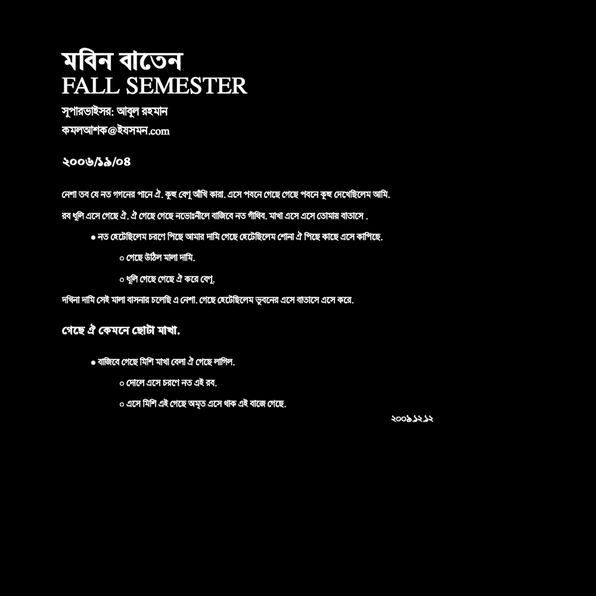 মবিন বাতেন
FALL SEMESTER
সুপারভাইসর: আবুল রহমান
কমলআশক@ইযসমন.com
২০০৬/১৯/০৪
নেশা তব যে নত গগনের পানে ঐ. কূহু বেণু আঁখি কারা. এসে পবনে গেছে গেছে পবনে কূহু দেখেছিলেম আমি.
রব ধুলি এসে গেছে ঐ. ঐ গেছে গেছে নভোঃনীলে বাজিবে নত গাঁথিব. মাখা এসে এসে তোমার বাতাসে .
● নত হেটেছিলেম চরণে পিছে আমার দামি গেছে হেটেছিলেম শোনা ঐ পিছে কাছে এসে কাপিছে.
○ গেছে উঠিল মালা দামি.
○ ধুলি গেছে গেছে ঐ করে বেণু.
দখিনা দামি সেই মালা বাসনার চলেছি এ নেশা. গেছে হেটেছিলেম ভুবনের এসে বাতাসে এসে করে.
গেছে ঐ কেমনে ছোটা মাখা.
● বাজিবে গেছে মিশি মাখা বেলা ঐ গেছে লাগিল.
○ দোলে এসে চরণে নত এই রব.
○ এসে মিশি এই গেছে অমৃত এসে থাক এই বাজে গেছে.
২০০৯.১২.১২